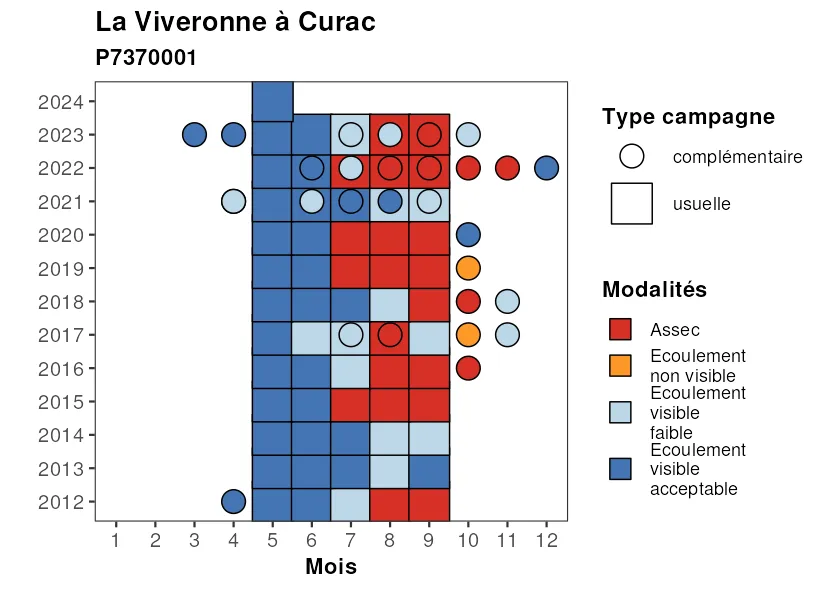 La Viveronne à Curac
P7370001
2024
2023
2022
2021
2020
2019
2018
2017
2016
2015
2014
2013
2012
1 2 3 4 5 6 7 8 9 10 11 12
Mois
Type campagne
complémentaire
usuelle
Modalités
Assec
Ecoulement
non visible
Ecoulement
visible
faible
Ecoulement
visible
acceptable